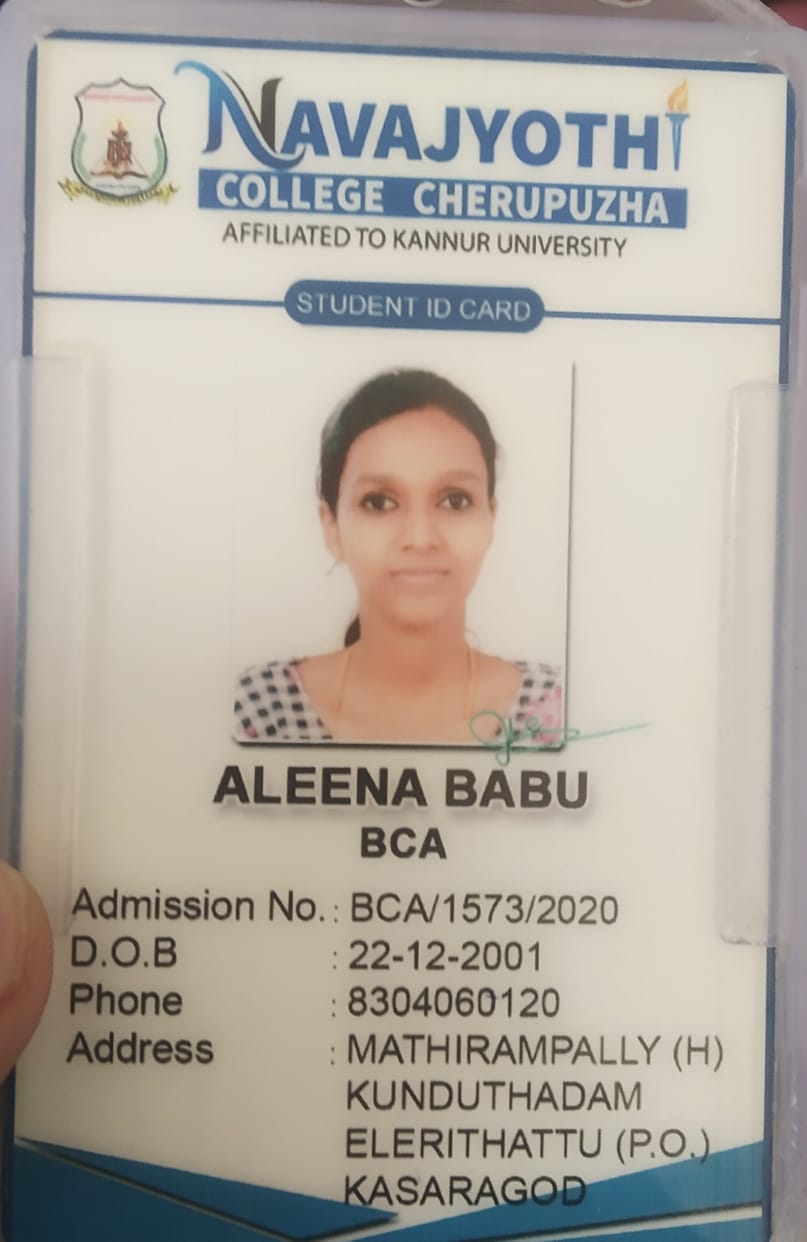 NAVAJYOTHI
COLLEGE CHERUPUZHA
AFFILIATED TO KANNUR UNIVERSITY
STUDENT ID CARD
ALEENA BABU
BCA
Admission No. : BCA/1573/2020
D.O.B : 22-12-2001
Phone : 8304060120
Address : MATHIRAMPALLY (H)
KUNDUTHADAM
ELERITHATTU (P.O.)
KASARAGOD